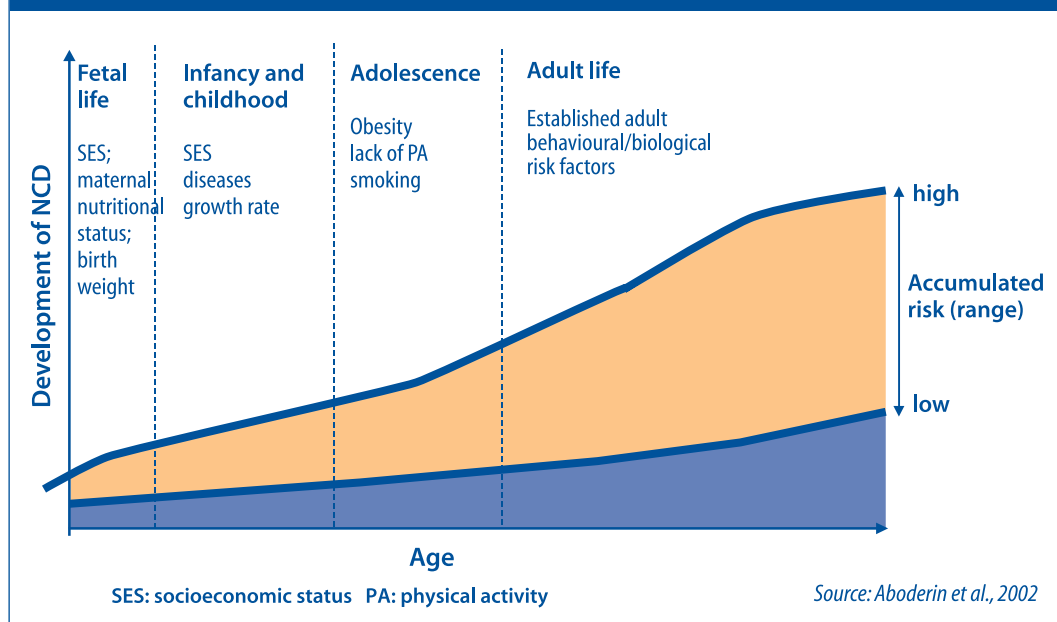 Fetal
life
SES;
maternal
nutritional
status;
birth
weight
Infancy and
childhood
SES
diseases
growth rate
Adolescence
Obesity
lack of PA
smoking
Adult life
Established adult
behavioural/biological
risk factors
Development of NCD
high
Accumulated
risk (range)
low
Age
SES: socioeconomic status PA: physical activity
Source: Aboderin et al., 2002